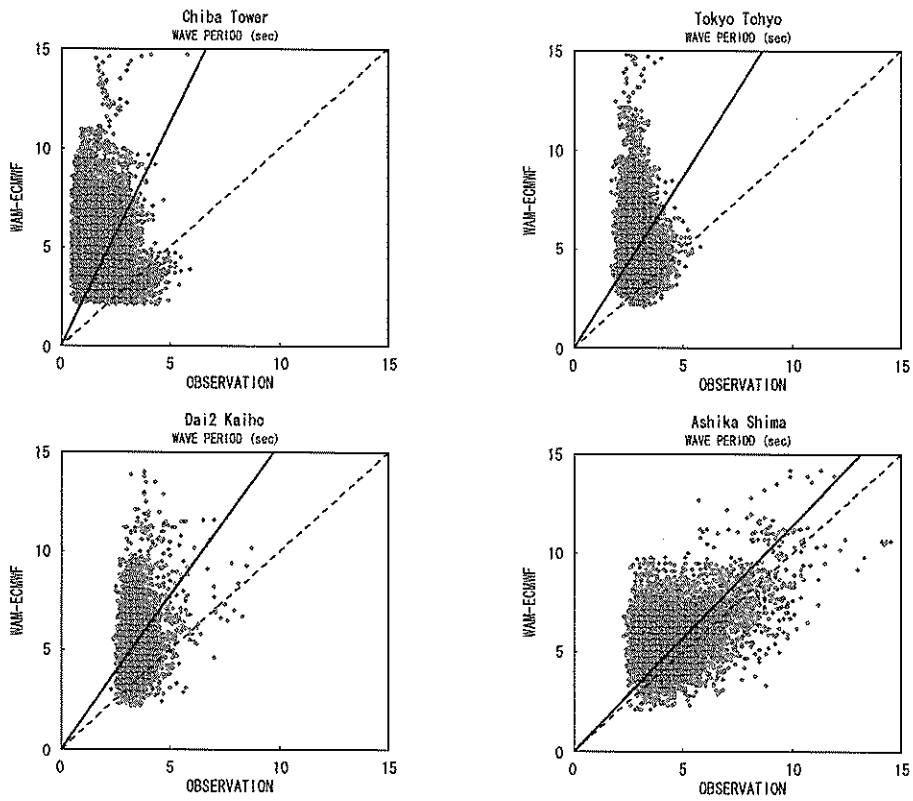 Chiba Tower
WAVE PERIOD (sec)
15
10
5
0
WAM-ECMWF
0 5 10 15
OBSERVATION
Tokyo Tohyo
WAVE PERIOD (sec)
15
10
5
0
WAM-ECMWF
0 5 10 15
OBSERVATION
Dai2 Kaiho
WAVE PERIOD (sec)
15
10
5
0
WAM-ECMWF
0 5 10 15
OBSERVATION
Ashika Shima
WAVE PERIOD (sec)
15
10
5
0
WAM-ECMWF
0 5 10 15
OBSERVATION